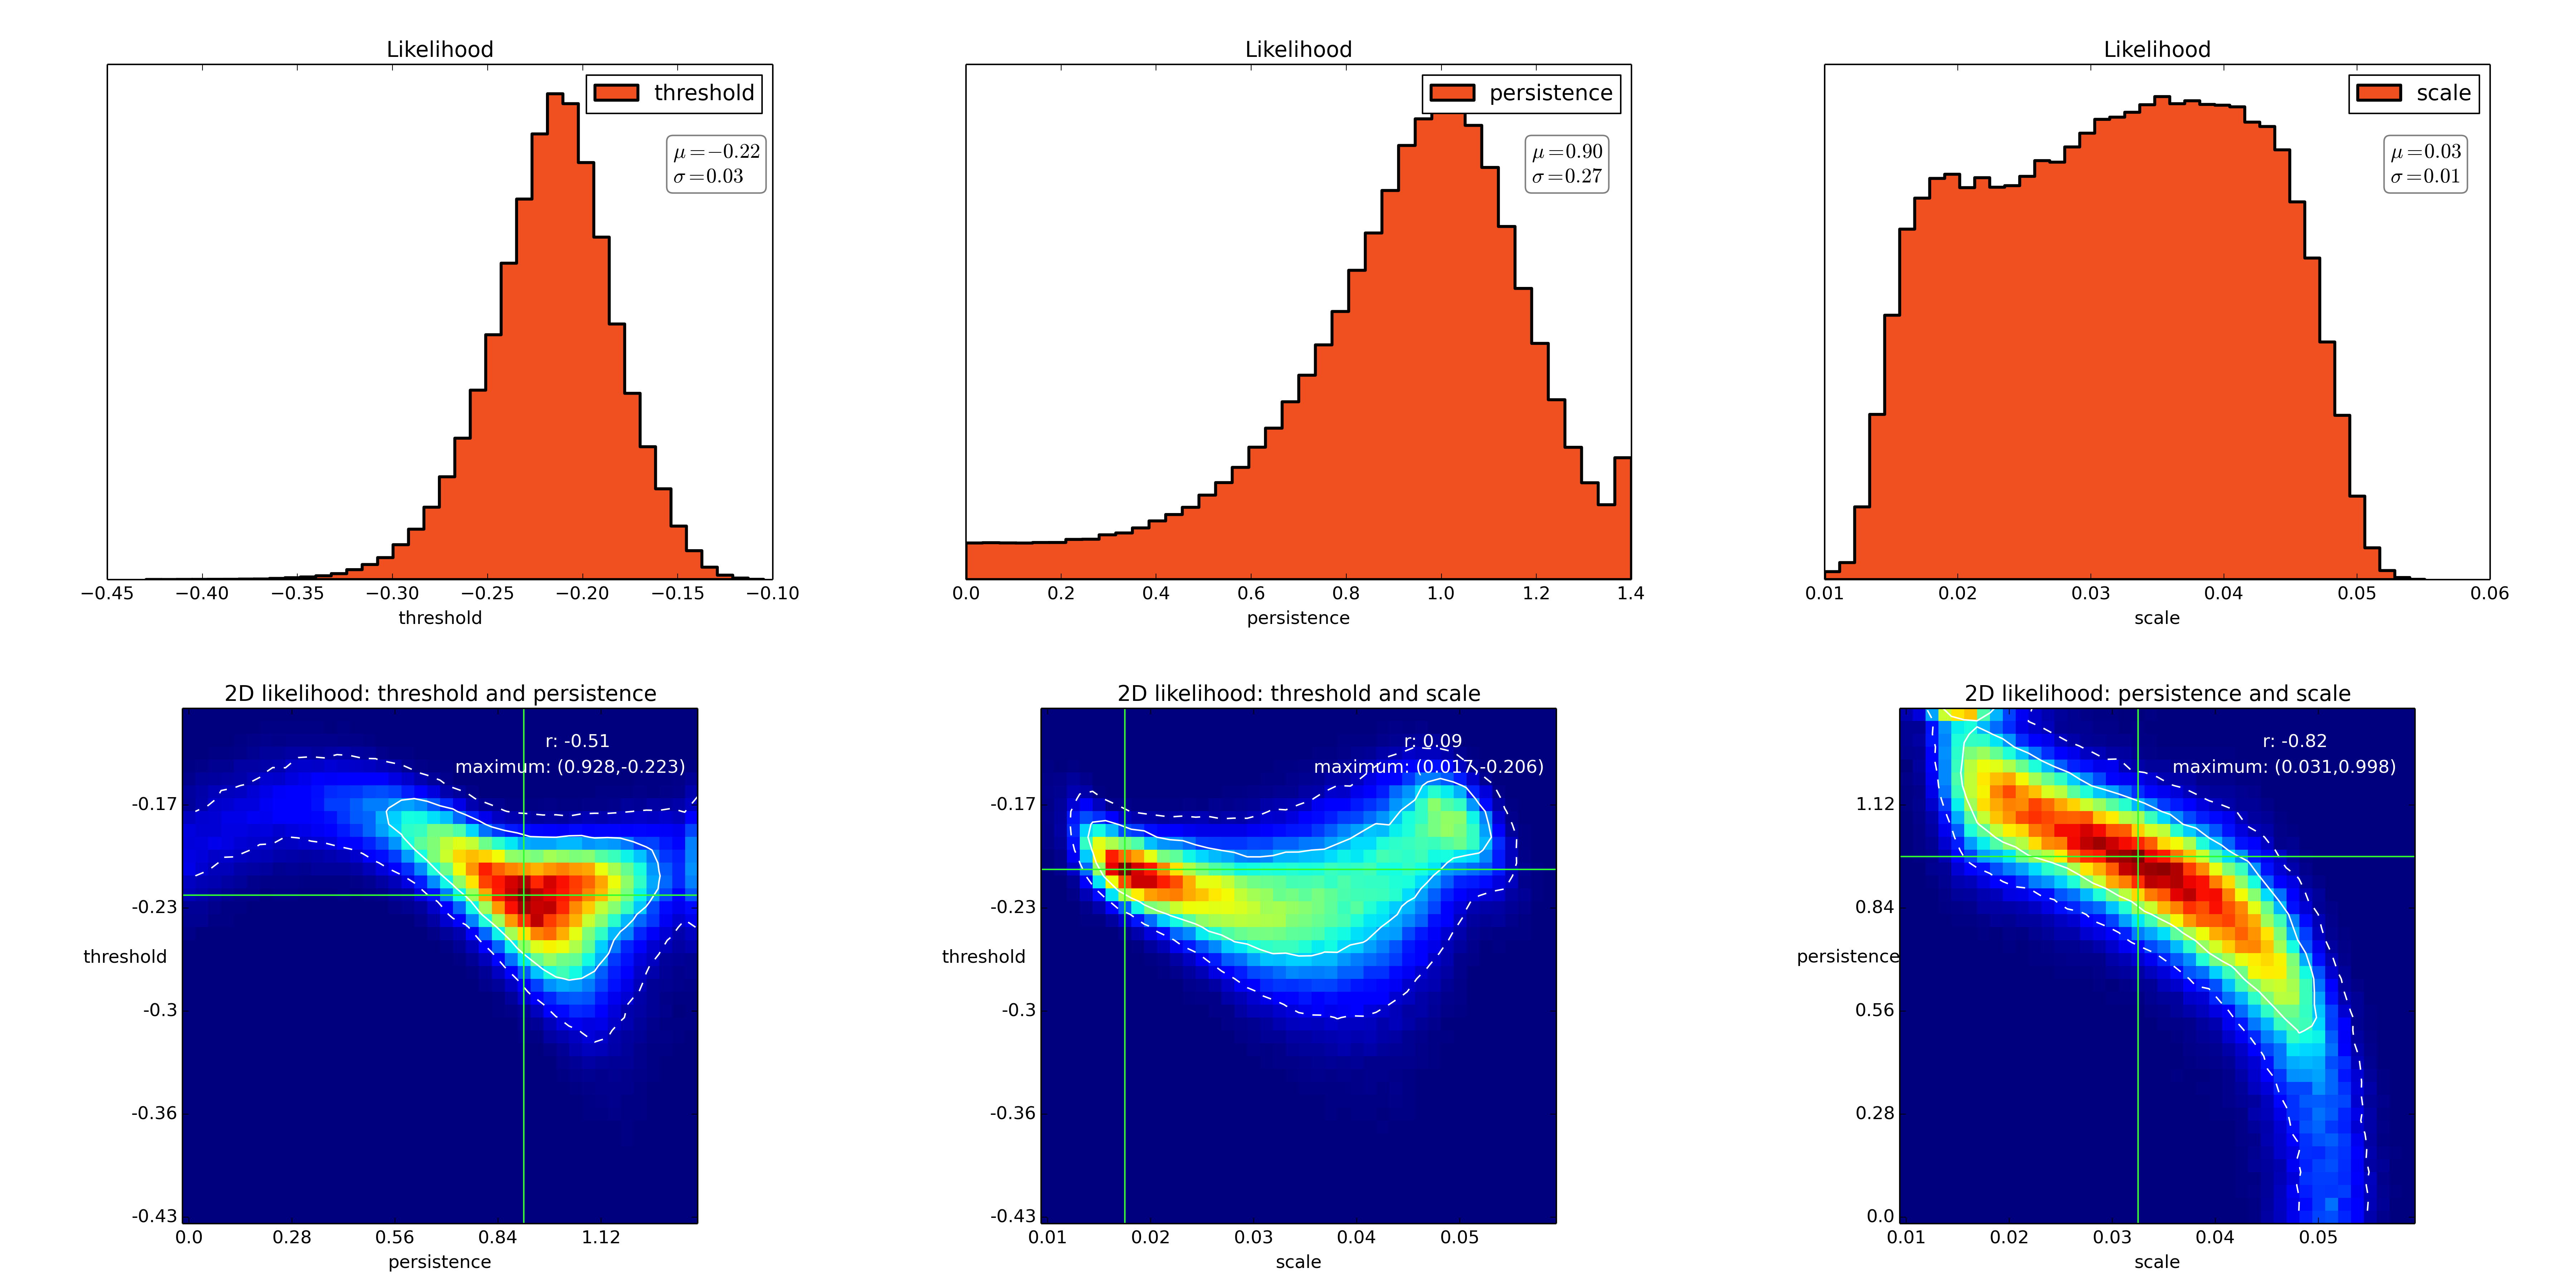 Likelihood
threshold
μ=−0.22
σ=0.03
−0.45 −0.40 −0.35 −0.30 −0.25 −0.20 −0.15 −0.10
threshold
Likelihood
persistence
μ=0.90
σ=0.27
0.0 0.2 0.4 0.6 0.8 1.0 1.2 1.4
persistence
Likelihood
scale
μ=0.03
σ=0.01
0.01 0.02 0.03 0.04 0.05 0.06
scale
2D likelihood: threshold and persistence
r: -0.51
maximum: (0.928,-0.223)
-0.17
-0.23
threshold
-0.3
-0.36
-0.43
0.0 0.28 0.56 0.84 1.12
persistence
2D likelihood: threshold and scale
r: 0.09
maximum: (0.017,-0.206)
-0.17
-0.23
threshold
-0.3
-0.36
-0.43
0.01 0.02 0.03 0.04 0.05
scale
2D likelihood: persistence and scale
r: -0.82
maximum: (0.031,0.998)
1.12
0.84
persistence
0.56
0.28
0.0
0.01 0.02 0.03 0.04 0.05
scale